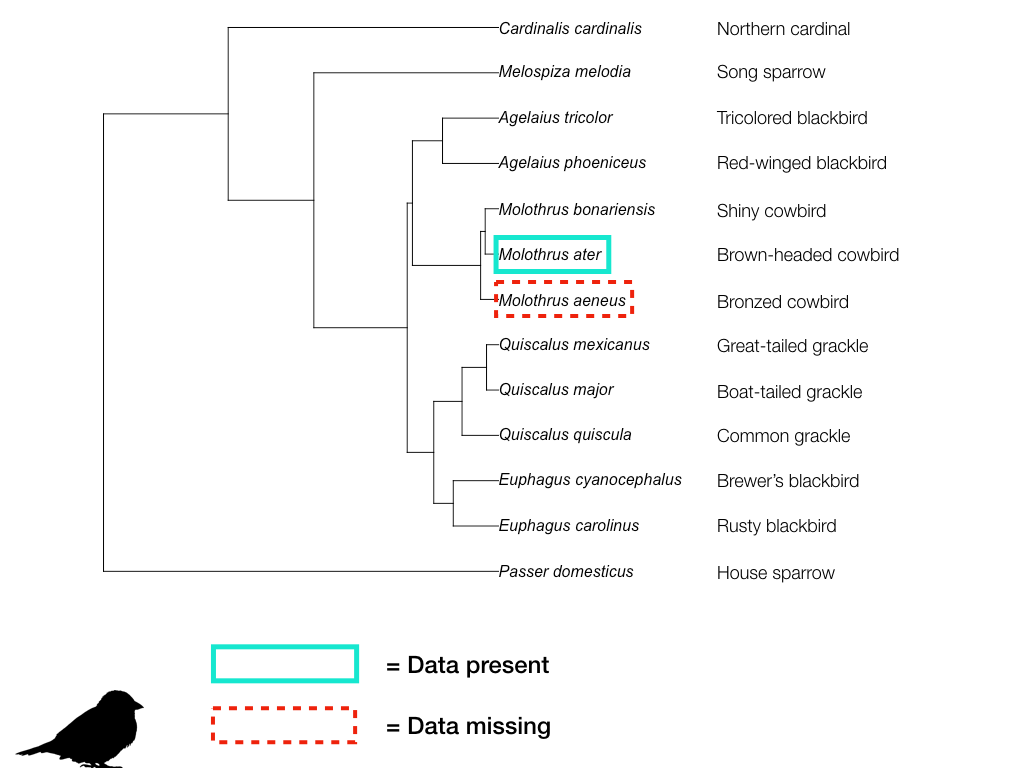 Cardinalis cardinalis Northern cardinal
Melospiza melodia Song sparrow
Agelaius tricolor Tricolored blackbird
Agelaius phoeniceus Red-winged blackbird
Molothrus bonariensis Shiny cowbird
Molothrus ater Brown-headed cowbird
Molothrus aeneus Bronzed cowbird
Quiscalus mexicanus Great-tailed grackle
Quiscalus major Boat-tailed grackle
Quiscalus quiscula Common grackle
Euphagus cyanocephalus Brewer’s blackbird
Euphagus carolinus Rusty blackbird
Passer domesticus House sparrow
= Data present
= Data missing